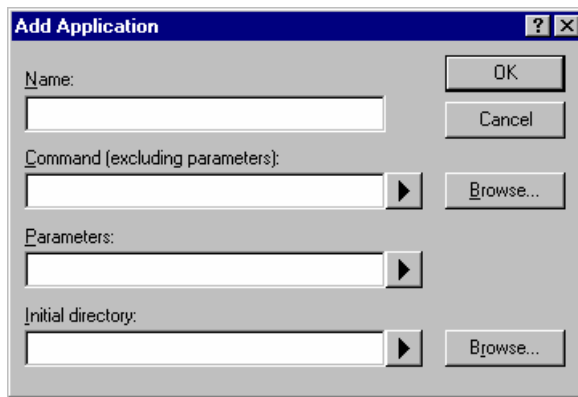 Add Application
Name:
OK
Cancel
Command (excluding parameters):
Browse...
Parameters:
Initial directory:
Browse...